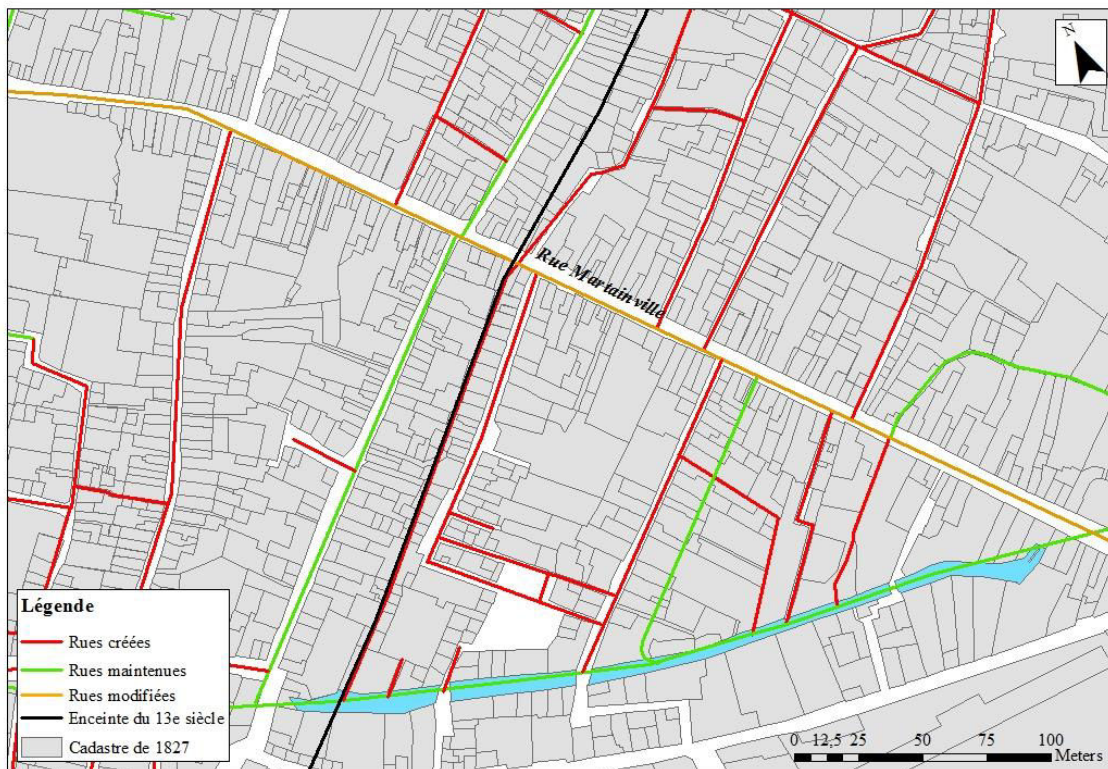 N
Rue Martainville
Légende
Rues créées
Rues maintenues
Rues modifiées
Enceinte du 13e siècle
Cadastre de 1827
0 12,5 25 50 75 100
Meters